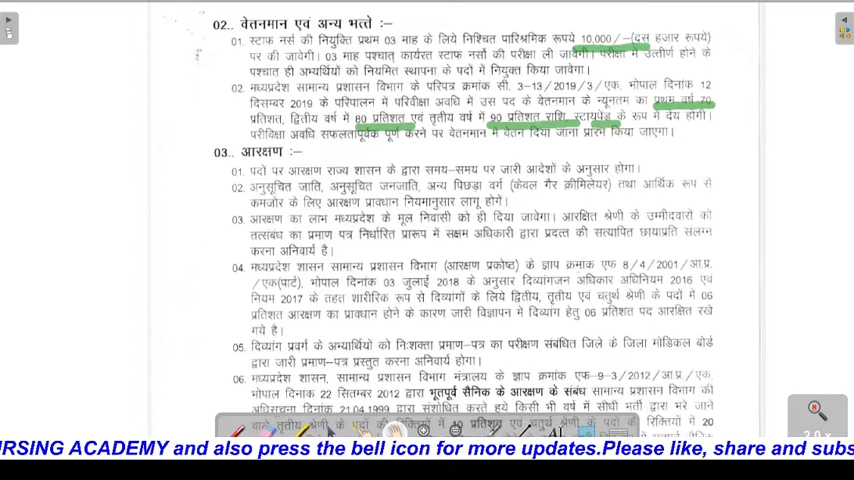 02.. वेतनमान एवं अन्य भत्ते :–
01. स्टाफ नर्स की नियुक्ति प्रथम 03 माह के लिये निश्चित पारिश्रमिक रूपये 10,000/–(दस हजार रूपये)
पर की जावेगी। 03 माह पश्चात् कार्यरत स्टाफ नर्सो की परीक्षा ली जावेगी। परीक्षा में उत्तीर्ण होने के
पश्चात ही अभ्यर्थियों को नियमित स्थापना के पदों में नियुक्त किया जावेगा।
02. मध्यप्रदेश सामान्य प्रशासन विभाग के परिपत्र क्रमांक सी. 3-13/2019/3/एक, भोपाल दिनांक 12
दिसम्बर 2019 के परिपालन में परिवीक्षा अवधि में उस पद के वेतनमान के न्यूनतम का प्रथम वर्ष 70
प्रतिशत, द्वितीय वर्ष में 80 प्रतिशत एवं तृतीय वर्ष में 90 प्रतिशत राशि स्टायपेंड के रूप में देय होगी।
परीविक्षा अवधि सफलतापूर्वक पूर्ण करने पर वेतनमान में वेतन दिया जाना प्रारंभ किया जाएगा।
03.. आरक्षण :–
01. पदों पर आरक्षण राज्य शासन के द्वारा समय-समय पर जारी आदेशों के अनुसार होगा।
02. अनुसूचित जाति, अनुसूचित जनजाति, अन्य पिछड़ा वर्ग (केवल गैर क्रीमिलेयर) तथा आर्थिक रूप से
कमजोर के लिए आरक्षण प्रावधान नियमानुसार लागू होगें।
03. आरक्षण का लाभ मध्यप्रदेश के मूल निवासी को ही दिया जावेगा। आरक्षित श्रेणी के उम्मीदवारों को
तत्संबंध का प्रमाण पत्र निर्धारित प्रारूप में सक्षम अधिकारी द्वारा प्रदत्त की सत्यापित छायाप्रति संलग्न
करना अनिवार्य है।
04. मध्यप्रदेश शासन सामान्य प्रशासन विभाग (आरक्षण प्रकोष्ठ) के ज्ञाप क्रमाक एफ 8/4/2001/आ.प्र.
/एक(पार्ट), भोपाल दिनांक 03 जुलाई 2018 के अनुसार दिव्यांगजन अधिकार अधिनियम 2016 एवं
नियम 2017 के तहत शारीरिक रूप से दिव्यांगों के लिये द्वितीय, तृतीय एवं चतुर्थ श्रेणी के पदों में 06
प्रतिशत आरक्षण का प्रावधान होने के कारण जारी विज्ञापन में दिव्यांग हेतु 06 प्रतिशत पद आरक्षित रखे
गये है।
05. दिव्यांग प्रवर्ग के अभ्यार्थियों को निःशक्ता प्रमाण-पत्र का परीक्षण संबंधित जिले के जिला मेडिकल बोर्ड
द्वारा जारी प्रमाण-पत्र प्रस्तुत करना अनिवार्य होगा।
06. मध्यप्रदेश शासन, सामान्य प्रशासन विभाग मंत्रालय के ज्ञाप क्रमांक एफ-9-3/2012/आ.प्र./एक,
भोपाल दिनांक 22 सितम्बर 2012 द्वारा भूतपूर्व सैनिक के आरक्षण के संबंध सामान्य प्रशासन विभाग की
अधिसूचना दिनांक 21.04.1999 द्वारा संशोधित करते हुये किसी भी वर्ष में सीधी भर्ती द्वारा भरे जाने
वाले तृतीय श्रेणी के पदों की रिक्तियों में 10 प्रतिशत एवं चतुर्थ श्रेणी के पदों की रिक्तियों में 20
2.0 x
URSING ACADEMY and also press the bell icon for more updates.Please like, share and subs